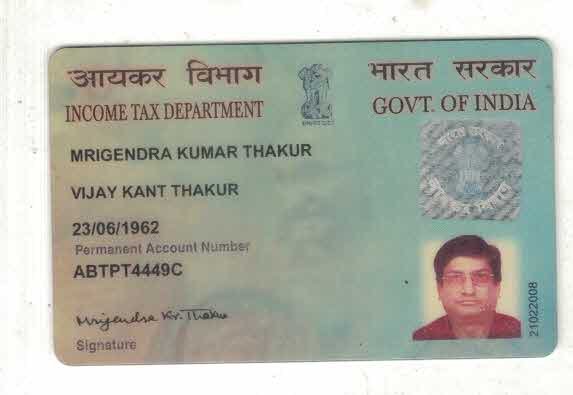 आयकर विभाग
INCOME TAX DEPARTMENT
भारत सरकार
GOVT. OF INDIA
MRIGENDRA KUMAR THAKUR
VIJAY KANT THAKUR
23/06/1962
Permanent Account Number
ABTPT4449C
Mrigendra Kr. Thakur
Signature
21022008